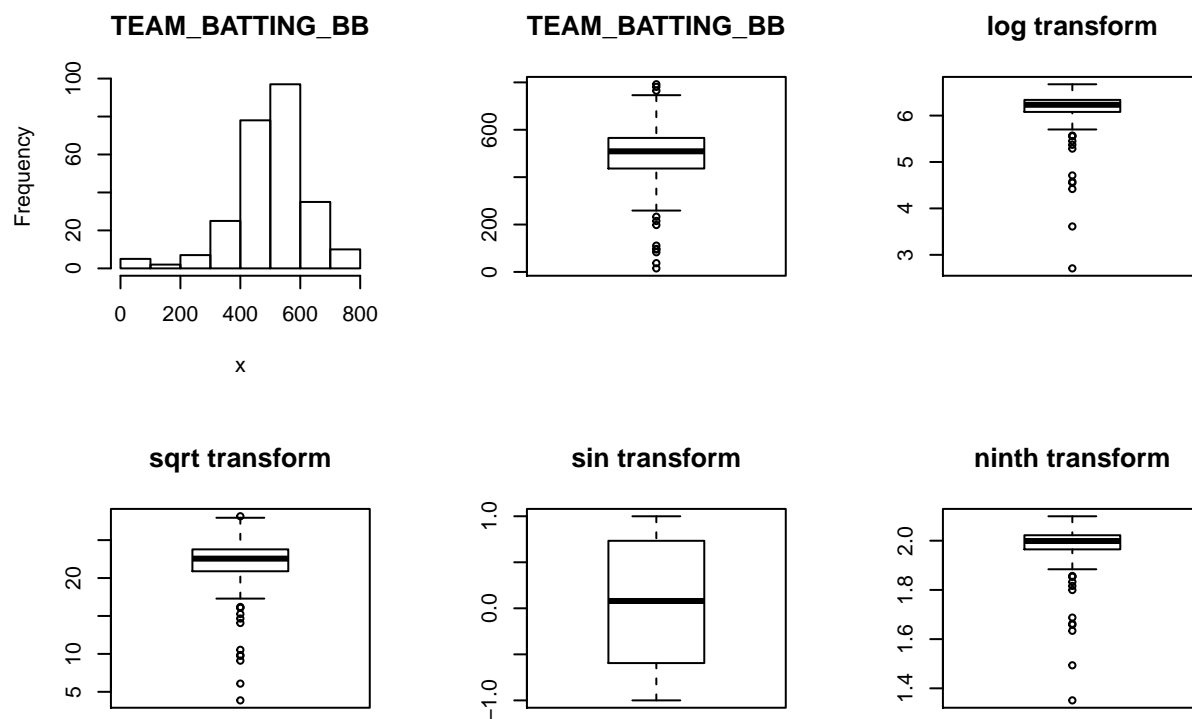 TEAM_BATTING_BB
Frequency
100
60
20
0
0 200 400 600 800
x
TEAM_BATTING_BB
600
200
0
log transform
6
5
4
3
sqrt transform
20
10
5
sin transform
1.0
0.0
−1.0
ninth transform
2.0
1.8
1.6
1.4